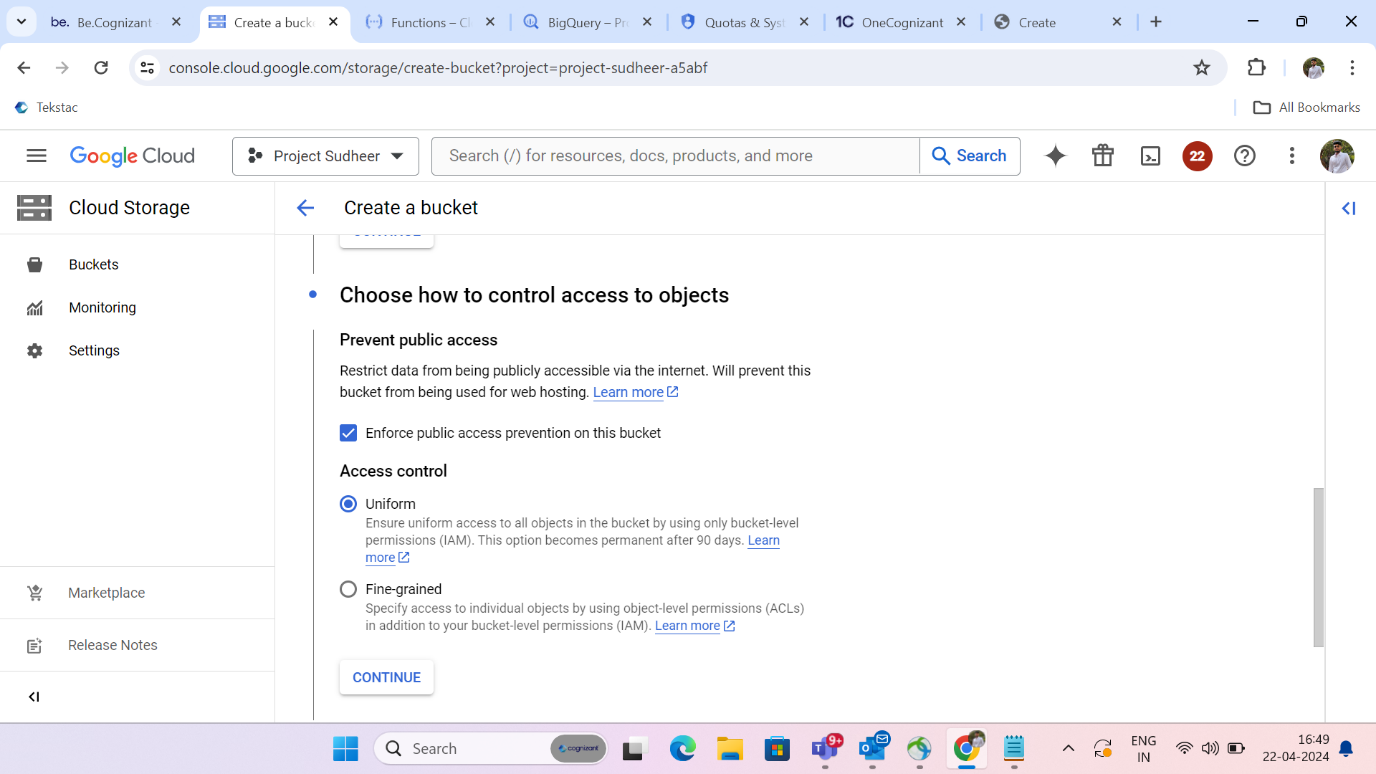 be. Be.Cognizant
Create a bucke
Functions – Cl
BigQuery – Pr
Quotas & Syst
1C OneCognizant
Create
console.cloud.google.com/storage/create-bucket?project=project-sudheer-a5abf
Tekstac
All Bookmarks
Google Cloud
Project Sudheer
Search (/) for resources, docs, products, and more
Search
22
Cloud Storage
Create a bucket
Buckets
Monitoring
Settings
Marketplace
Release Notes
CONTINUE
Choose how to control access to objects
Prevent public access
Restrict data from being publicly accessible via the internet. Will prevent this
bucket from being used for web hosting. Learn more
Enforce public access prevention on this bucket
Access control
Uniform
Ensure uniform access to all objects in the bucket by using only bucket-level
permissions (IAM). This option becomes permanent after 90 days. Learn
more
Fine-grained
Specify access to individual objects by using object-level permissions (ACLs)
in addition to your bucket-level permissions (IAM). Learn more
CONTINUE
Search
cognizant
9+
ENG
IN
16:49
22-04-2024